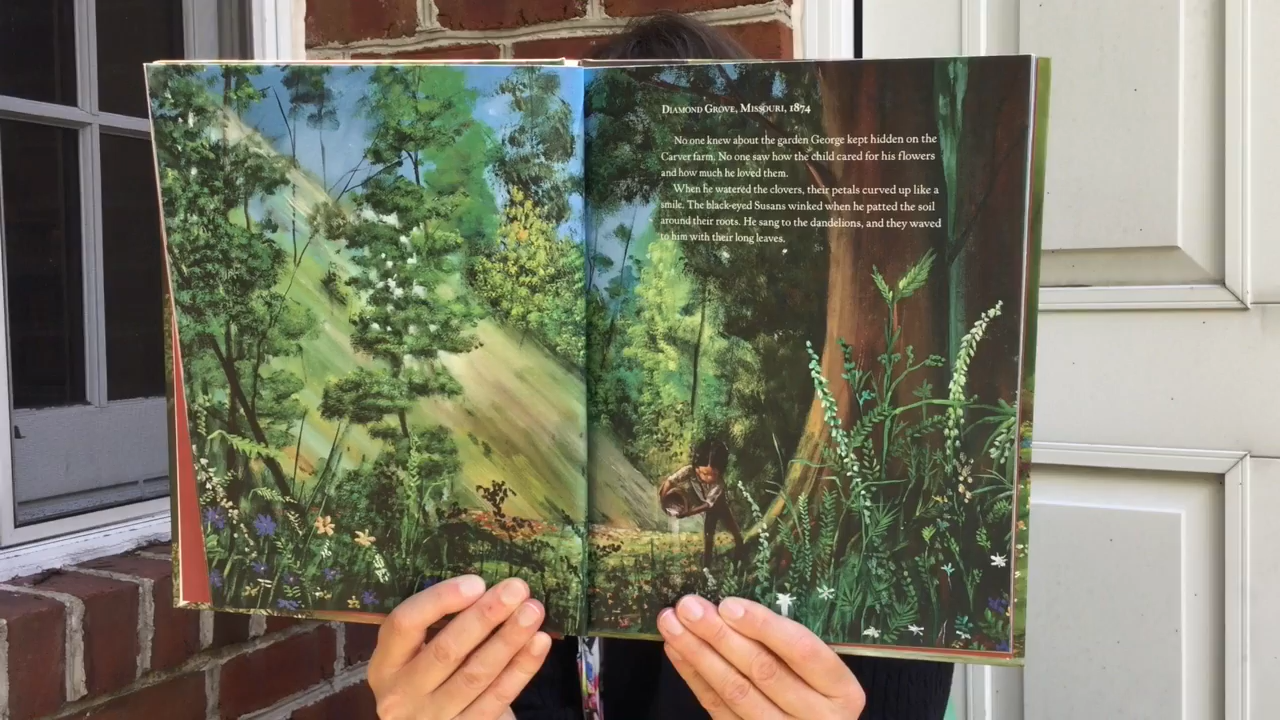 DIAMOND GROVE, MISSOURI, 1874
No one knew about the garden George kept hidden on the
Carver farm. No one saw how the child cared for his flowers
and how much he loved them.
When he watered the clovers, their petals curved up like a
smile. The black-eyed Susans winked when he patted the soil
around their roots. He sang to the dandelions, and they waved
to him with their long leaves.